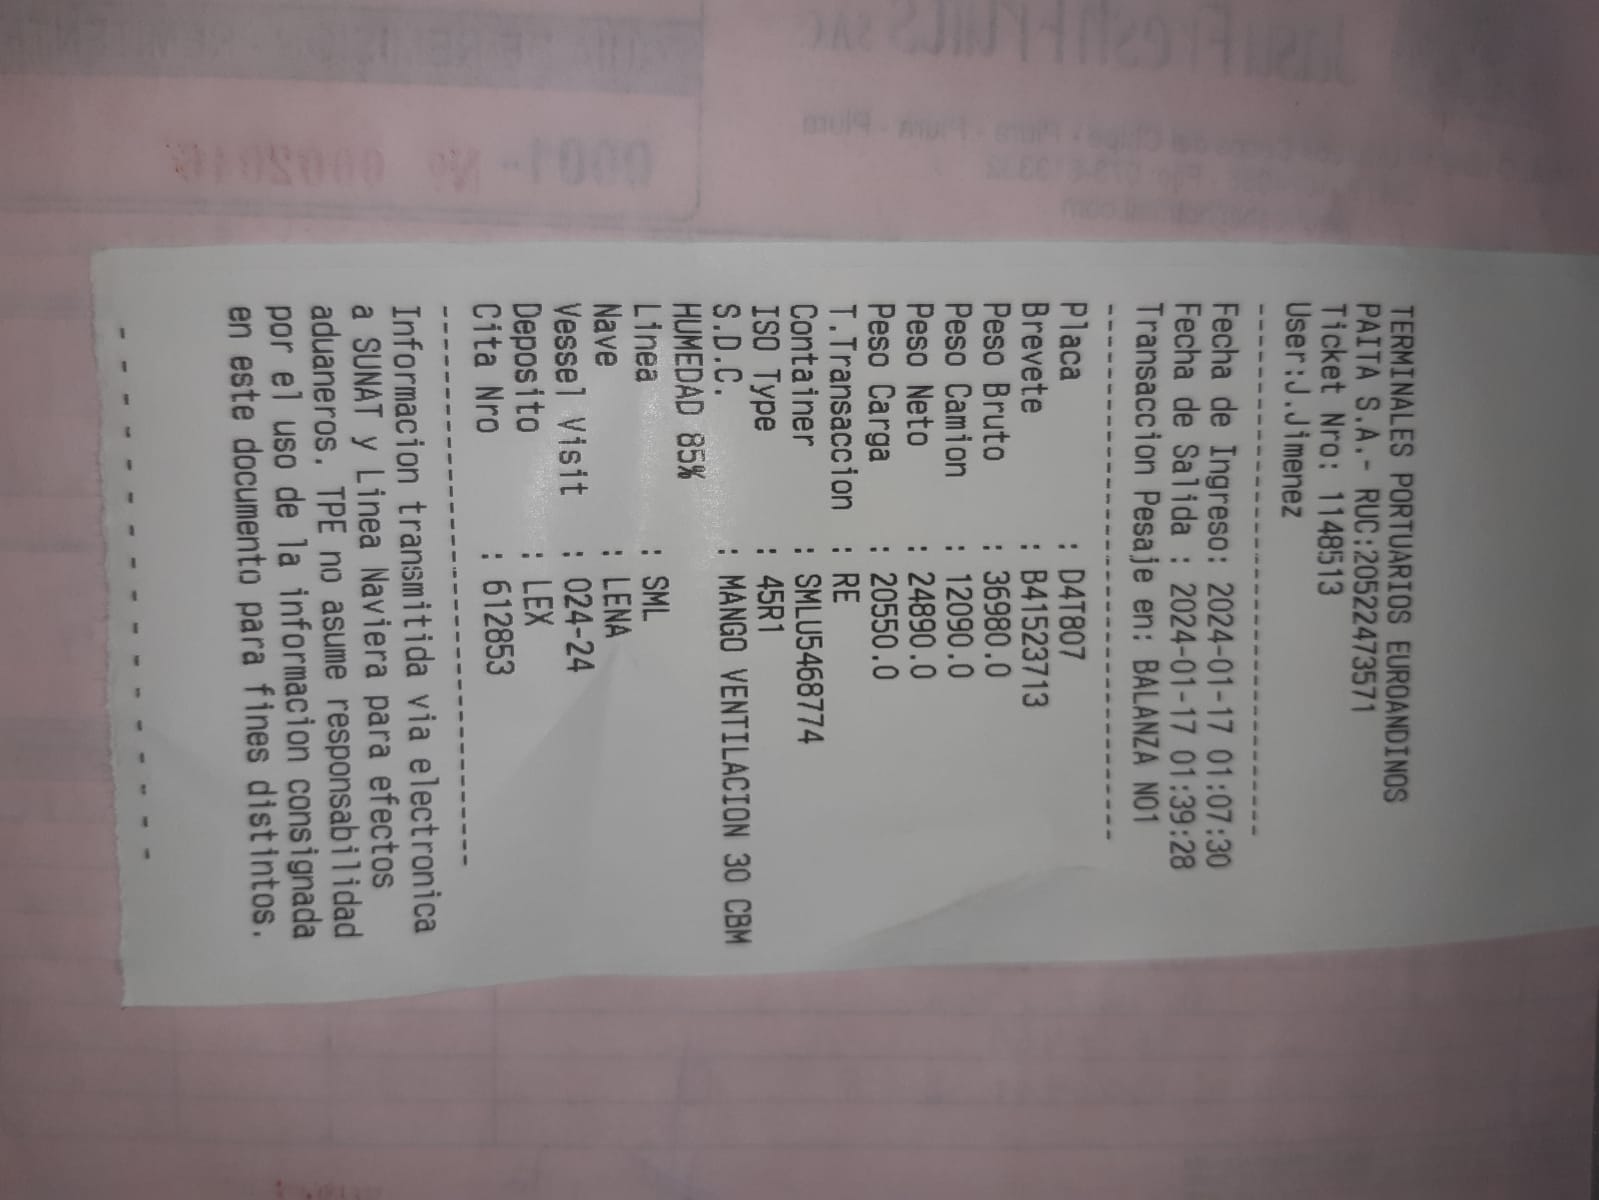 TERMINALES PORTUARIOS EUROANDINOS
PAITA S.A.- RUC:20522473571
Ticket Nro: 1148513
User:J.Jimenez
--------------------------------------
Fecha de Ingreso: 2024-01-17 01:07:30
Fecha de Salida : 2024-01-17 01:39:28
Transaccion Pesaje en: BALANZA NO1
--------------------------------------
Placa : D4T807
Brevete : B41523713
Peso Bruto : 36980.0
Peso Camion : 12090.0
Peso Neto : 24890.0
Peso Carga : 20550.0
T.Transaccion : RE
Container : SMLU5468774
ISO Type : 45R1
S.D.C. : MANGO VENTILACION 30 CBM
HUMEDAD 85%
Linea : SML
Nave : LENA
Vessel Visit : 024-24
Deposito : LEX
Cita Nro : 612853
--------------------------------------
Informacion transmitida via electronica
a SUNAT y Linea Naviera para efectos
aduaneros. TPE no asume responsabilidad
por el uso de la informacion consignada
en este documento para fines distintos.
- - - - - - - - - - - - - - - -